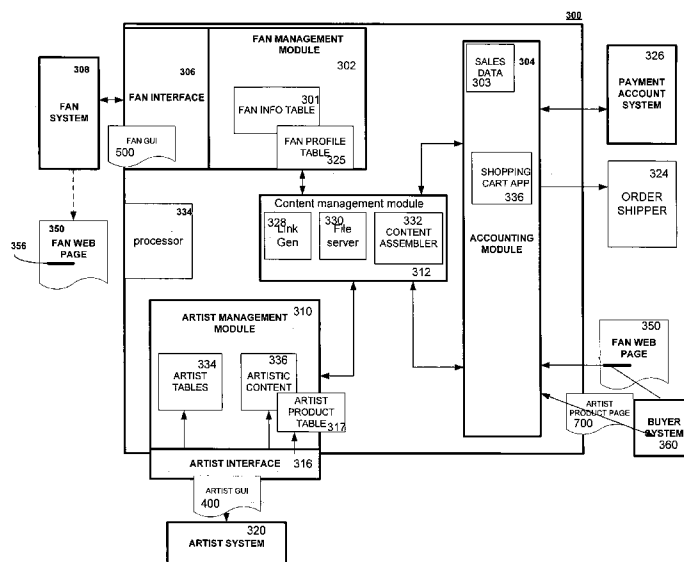 300
FAN MANAGEMENT
MODULE
302
308
FAN
SYSTEM
306
FAN INTERFACE
301
FAN INFO TABLE
FAN PROFILE
TABLE
325
FAN GUI
500
SALES
DATA
303
304
326
PAYMENT
ACCOUNT
SYSTEM
SHOPPING
CART APP
336
324
ORDER
SHIPPER
ACCOUNTING
MODULE
350
FAN WEB
PAGE
356
334
processor
Content management module
328
Link
Gen
330
File
server
332
CONTENT
ASSEMBLER
312
ARTIST MANAGEMENT
MODULE
310
334
ARTIST
TABLES
336
ARTISTIC
CONTENT
ARTIST
PRODUCT
TABLE
317
350
FAN WEB
PAGE
ARTIST
PRODUCT PAGE
700
BUYER
SYSTEM
360
ARTIST INTERFACE
316
ARTIST GUI
400
320
ARTIST SYSTEM